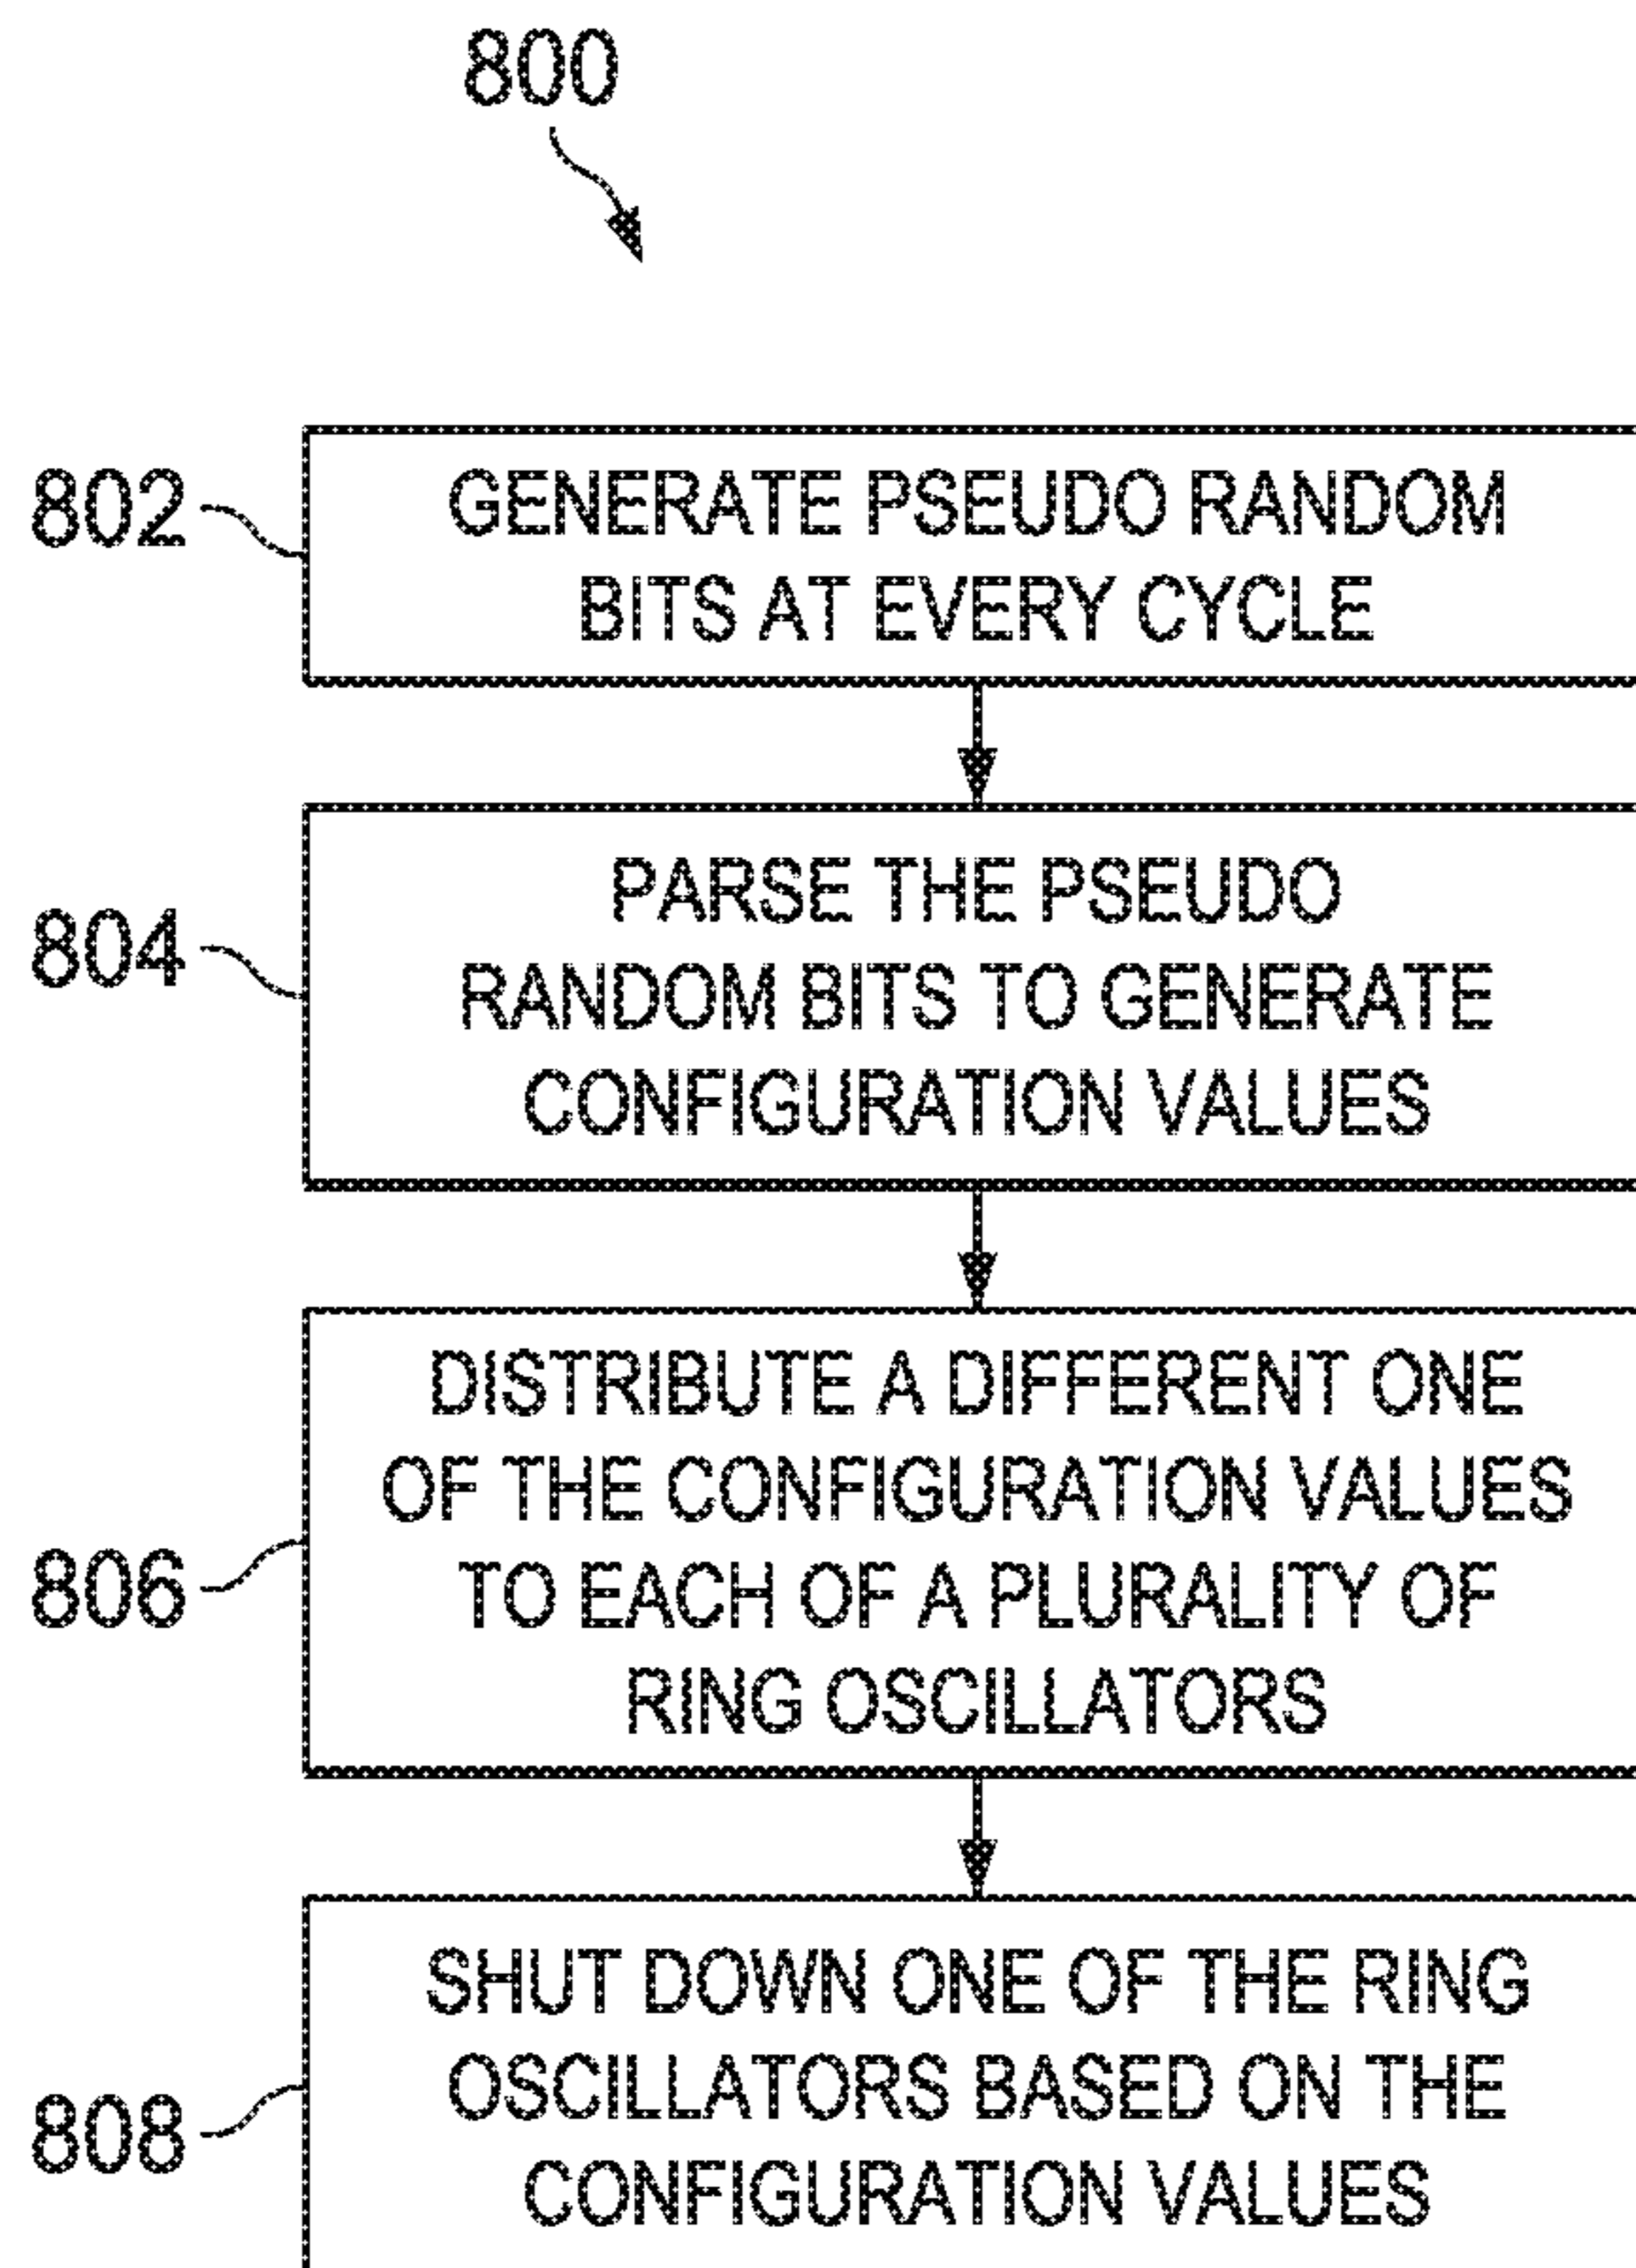 800
802
GENERATE PSEUDO RANDOM
BITS AT EVERY CYCLE
804
PARSE THE PSEUDO
RANDOM BITS TO GENERATE
CONFIGURATION VALUES
806
DISTRIBUTE A DIFFERENT ONE
OF THE CONFIGURATION VALUES
TO EACH OF A PLURALITY OF
RING OSCILLATORS
808
SHUT DOWN ONE OF THE RING
OSCILLATORS BASED ON THE
CONFIGURATION VALUES